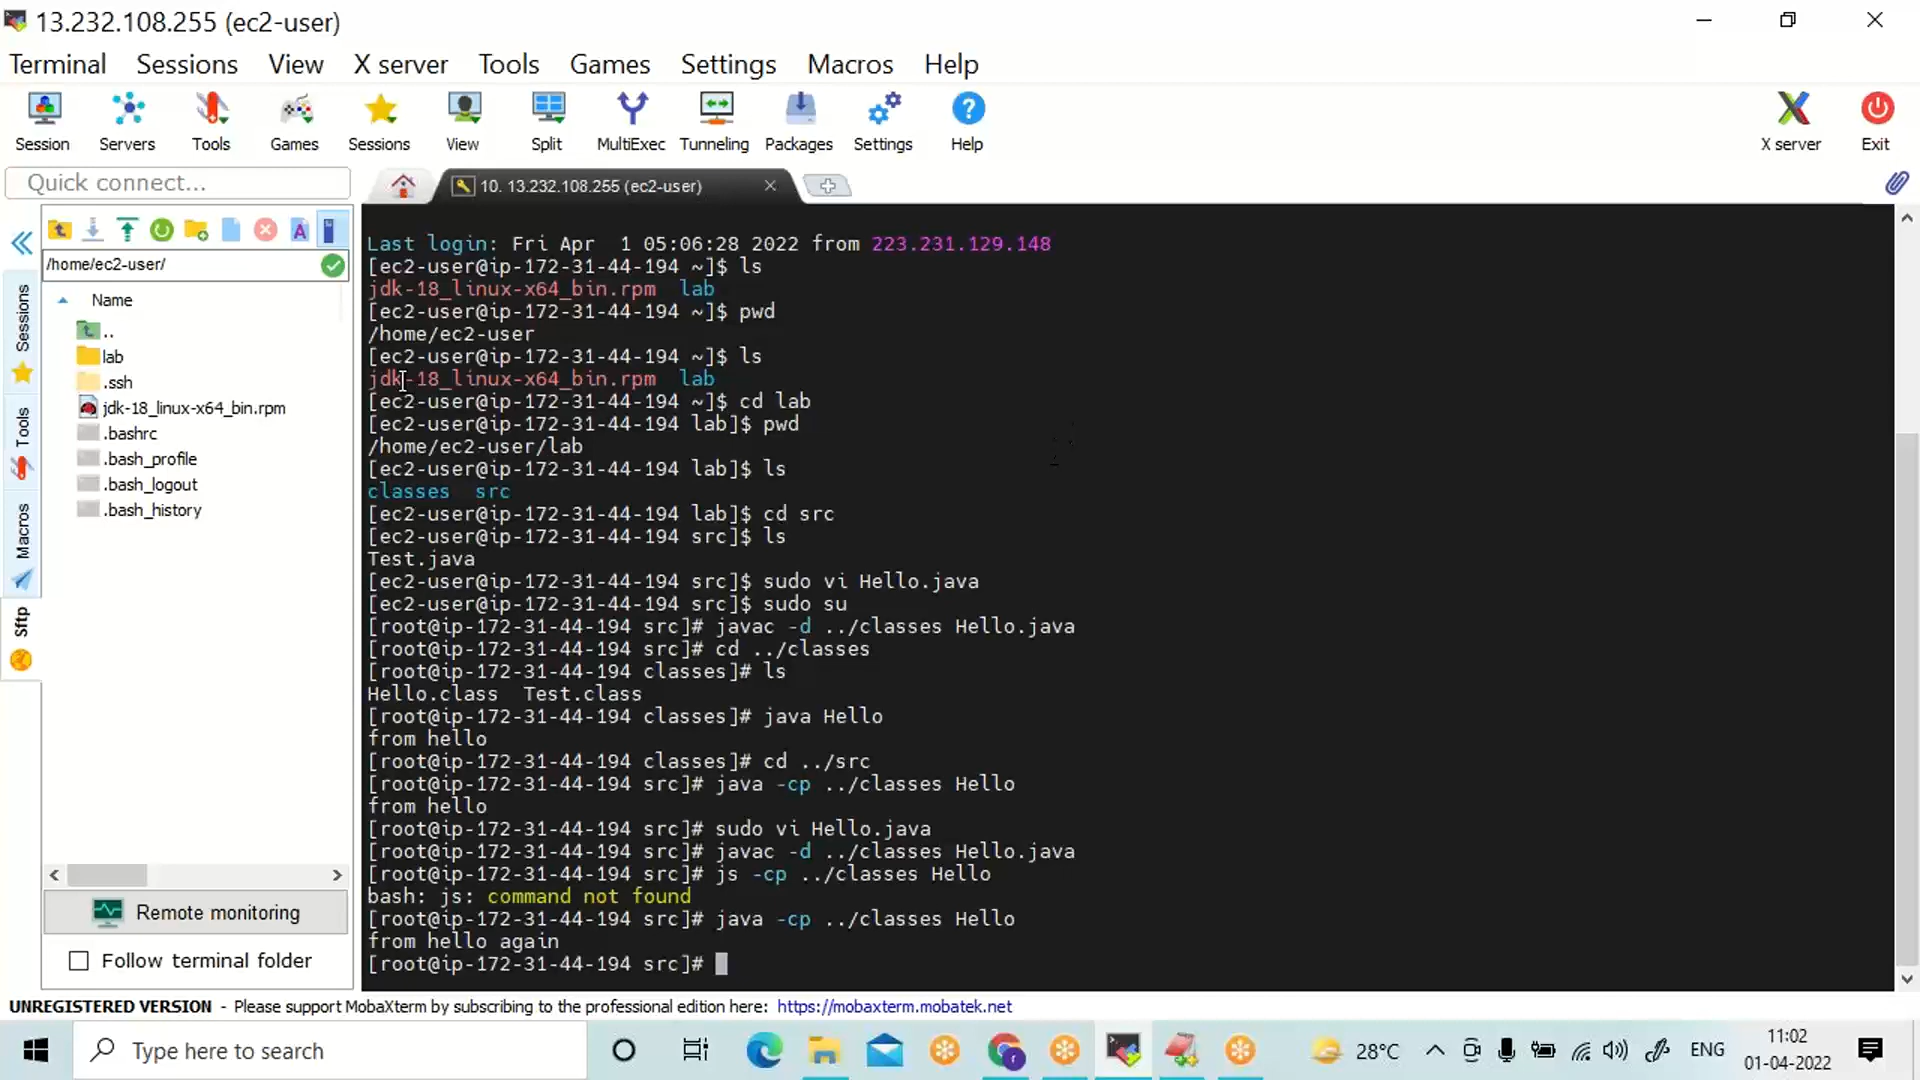 13.232.108.255 (ec2-user)
Terminal Sessions View X server Tools Games Settings Macros Help
Session Servers Tools Games Sessions View Split MultiExec Tunneling Packages Settings Help X server Exit
Quick connect...
10. 13.232.108.255 (ec2-user)
/home/ec2-user/
Name
..
lab
.ssh
jdk-18_linux-x64_bin.rpm
.bashrc
.bash_profile
.bash_logout
.bash_history
Sessions
Tools
Macros
Sftp
Remote monitoring
Follow terminal folder
Last login: Fri Apr  1 05:06:28 2022 from 223.231.129.148
[ec2-user@ip-172-31-44-194 ~]$ ls
jdk-18_linux-x64_bin.rpm  lab
[ec2-user@ip-172-31-44-194 ~]$ pwd
/home/ec2-user
[ec2-user@ip-172-31-44-194 ~]$ ls
jdk-18_linux-x64_bin.rpm  lab
[ec2-user@ip-172-31-44-194 ~]$ cd lab
[ec2-user@ip-172-31-44-194 lab]$ pwd
/home/ec2-user/lab
[ec2-user@ip-172-31-44-194 lab]$ ls
classes  src
[ec2-user@ip-172-31-44-194 lab]$ cd src
[ec2-user@ip-172-31-44-194 src]$ ls
Test.java
[ec2-user@ip-172-31-44-194 src]$ sudo vi Hello.java
[ec2-user@ip-172-31-44-194 src]$ sudo su
[root@ip-172-31-44-194 src]# javac -d ../classes Hello.java
[root@ip-172-31-44-194 src]# cd ../classes
[root@ip-172-31-44-194 classes]# ls
Hello.class  Test.class
[root@ip-172-31-44-194 classes]# java Hello
from hello
[root@ip-172-31-44-194 classes]# cd ../src
[root@ip-172-31-44-194 src]# java -cp ../classes Hello
from hello
[root@ip-172-31-44-194 src]# sudo vi Hello.java
[root@ip-172-31-44-194 src]# javac -d ../classes Hello.java
[root@ip-172-31-44-194 src]# js -cp ../classes Hello
bash: js: command not found
[root@ip-172-31-44-194 src]# java -cp ../classes Hello
from hello again
[root@ip-172-31-44-194 src]#
UNREGISTERED VERSION - Please support MobaXterm by subscribing to the professional edition here: https://mobaxterm.mobatek.net
Type here to search
28°C
ENG
11:02
01-04-2022